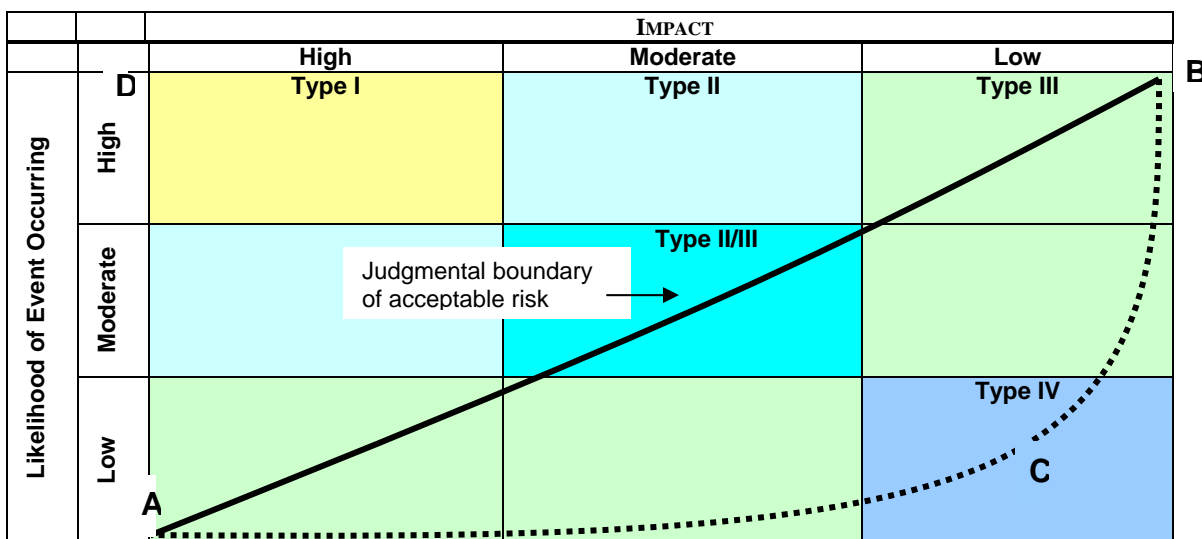 IMPACT
High Moderate Low
D B
Type I Type II Type III
Likelihood of Event Occurring
High
Moderate
Type II/III
Judgmental boundary
of acceptable risk
Low
Type IV
C
A